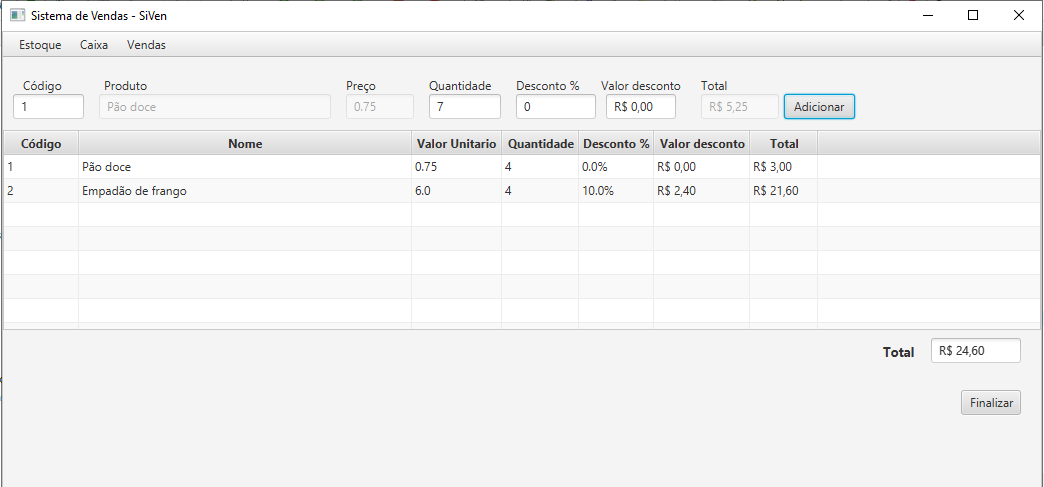 Sistema de Vendas - SiVen
Estoque Caixa Vendas
Código Produto Preço Quantidade Desconto % Valor desconto Total
1 Pão doce 0.75 7 0 R$ 0,00 R$ 5,25 Adicionar
Código Nome Valor Unitario Quantidade Desconto % Valor desconto Total
1 Pão doce 0.75 4 0.0% R$ 0,00 R$ 3,00
2 Empadão de frango 6.0 4 10.0% R$ 2,40 R$ 21,60
Total R$ 24,60
Finalizar